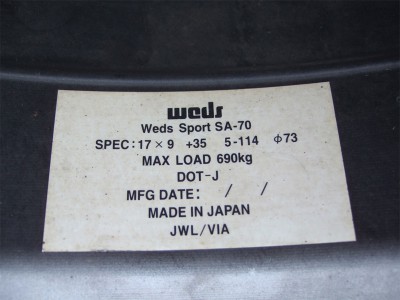 weds
Weds Sport SA-70
SPEC:17×9 +35 5-114 φ73
MAX LOAD 690kg
DOT-J
MFG DATE: / /
MADE IN JAPAN
JWL/VIA